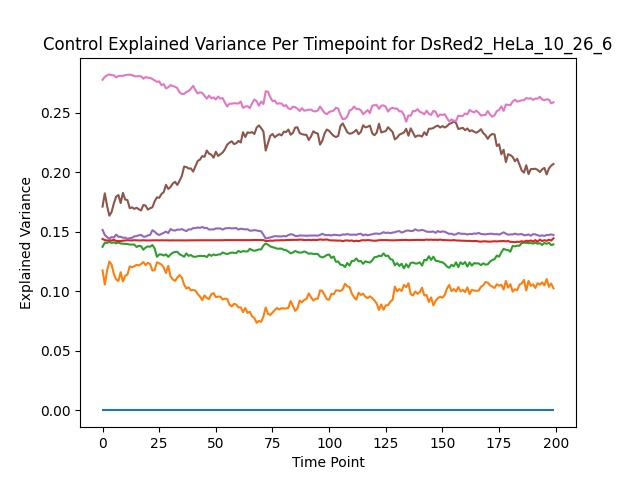 Control Explained Variance Per Timepoint for DsRed2_HeLa_10_26_6
Explained Variance
0.25
0.20
0.15
0.10
0.05
0.00
0 25 50 75 100 125 150 175 200
Time Point